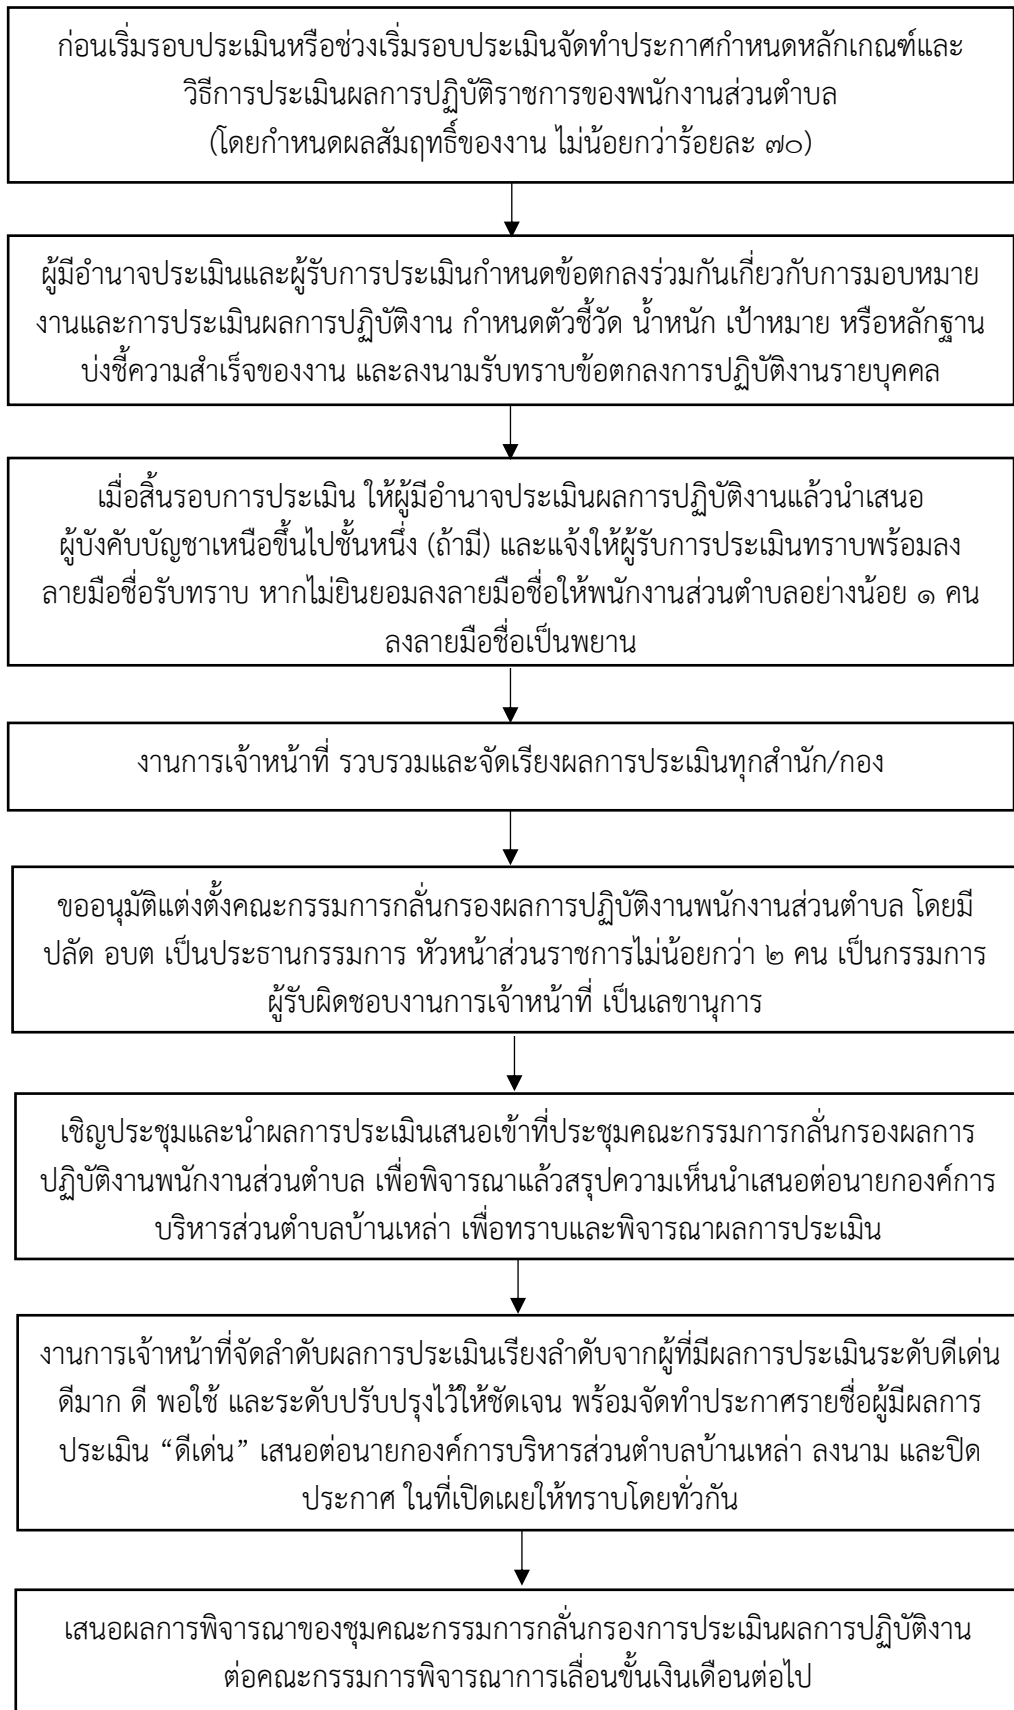 ก่อนเริ่มรอบประเมินหรือช่วงเริ่มรอบประเมินจัดทำประกาศกำหนดหลักเกณฑ์และ
วิธีการประเมินผลการปฏิบัติราชการของพนักงานส่วนตำบล
(โดยกำหนดผลสัมฤทธิ์ของงาน ไม่น้อยกว่าร้อยละ ๗๐)
ผู้มีอำนาจประเมินและผู้รับการประเมินกำหนดข้อตกลงร่วมกันเกี่ยวกับการมอบหมาย
งานและการประเมินผลการปฏิบัติงาน กำหนดตัวชี้วัด น้ำหนัก เป้าหมาย หรือหลักฐาน
บ่งชี้ความสำเร็จของงาน และลงนามรับทราบข้อตกลงการปฏิบัติงานรายบุคคล
เมื่อสิ้นรอบการประเมิน ให้ผู้มีอำนาจประเมินผลการปฏิบัติงานแล้วนำเสนอ
ผู้บังคับบัญชาเหนือขึ้นไปชั้นหนึ่ง (ถ้ามี) และแจ้งให้ผู้รับการประเมินทราบพร้อมลง
ลายมือชื่อรับทราบ หากไม่ยินยอมลงลายมือชื่อให้พนักงานส่วนตำบลอย่างน้อย ๑ คน
ลงลายมือชื่อเป็นพยาน
งานการเจ้าหน้าที่ รวบรวมและจัดเรียงผลการประเมินทุกสำนัก/กอง
ขออนุมัติแต่งตั้งคณะกรรมการกลั่นกรองผลการปฏิบัติงานพนักงานส่วนตำบล โดยมี
ปลัด อบต เป็นประธานกรรมการ หัวหน้าส่วนราชการไม่น้อยกว่า ๒ คน เป็นกรรมการ
ผู้รับผิดชอบงานการเจ้าหน้าที่ เป็นเลขานุการ
เชิญประชุมและนำผลการประเมินเสนอเข้าที่ประชุมคณะกรรมการกลั่นกรองผลการ
ปฏิบัติงานพนักงานส่วนตำบล เพื่อพิจารณาแล้วสรุปความเห็นนำเสนอต่อนายกองค์การ
บริหารส่วนตำบลบ้านเหล่า เพื่อทราบและพิจารณาผลการประเมิน
งานการเจ้าหน้าที่จัดลำดับผลการประเมินเรียงลำดับจากผู้ที่มีผลการประเมินระดับดีเด่น
ดีมาก ดี พอใช้ และระดับปรับปรุงไว้ให้ชัดเจน พร้อมจัดทำประกาศรายชื่อผู้มีผลการ
ประเมิน “ดีเด่น” เสนอต่อนายกองค์การบริหารส่วนตำบลบ้านเหล่า ลงนาม และปิด
ประกาศ ในที่เปิดเผยให้ทราบโดยทั่วกัน
เสนอผลการพิจารณาของชุมคณะกรรมการกลั่นกรองการประเมินผลการปฏิบัติงาน
ต่อคณะกรรมการพิจารณาการเลื่อนขั้นเงินเดือนต่อไป